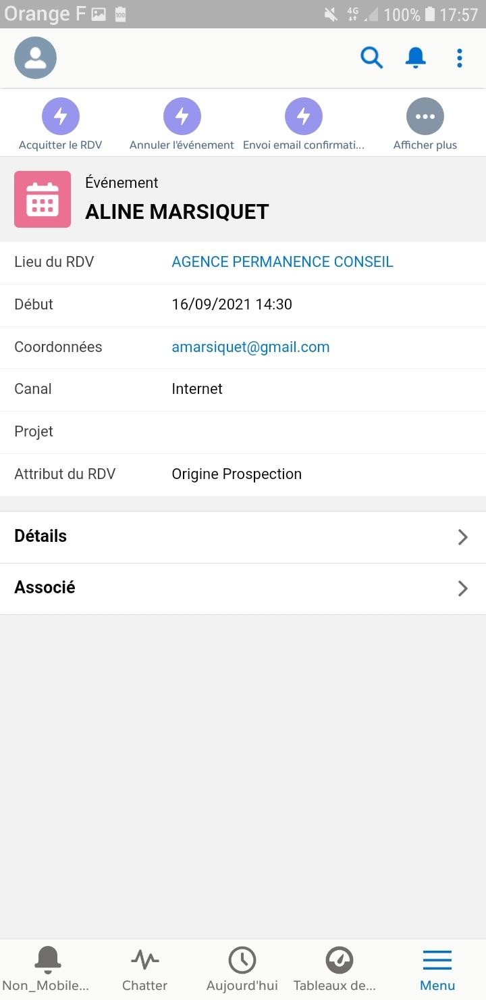 Orange F 100 4G 100% 17:57
Acquitter le RDV Annuler l'événement Envoi email confirmati... Afficher plus
Événement
ALINE MARSIQUET
Lieu du RDV AGENCE PERMANENCE CONSEIL
Début 16/09/2021 14:30
Coordonnées amarsiquet@gmail.com
Canal Internet
Projet
Attribut du RDV Origine Prospection
Détails
Associé
Non_Mobile... Chatter Aujourd'hui Tableaux de... Menu